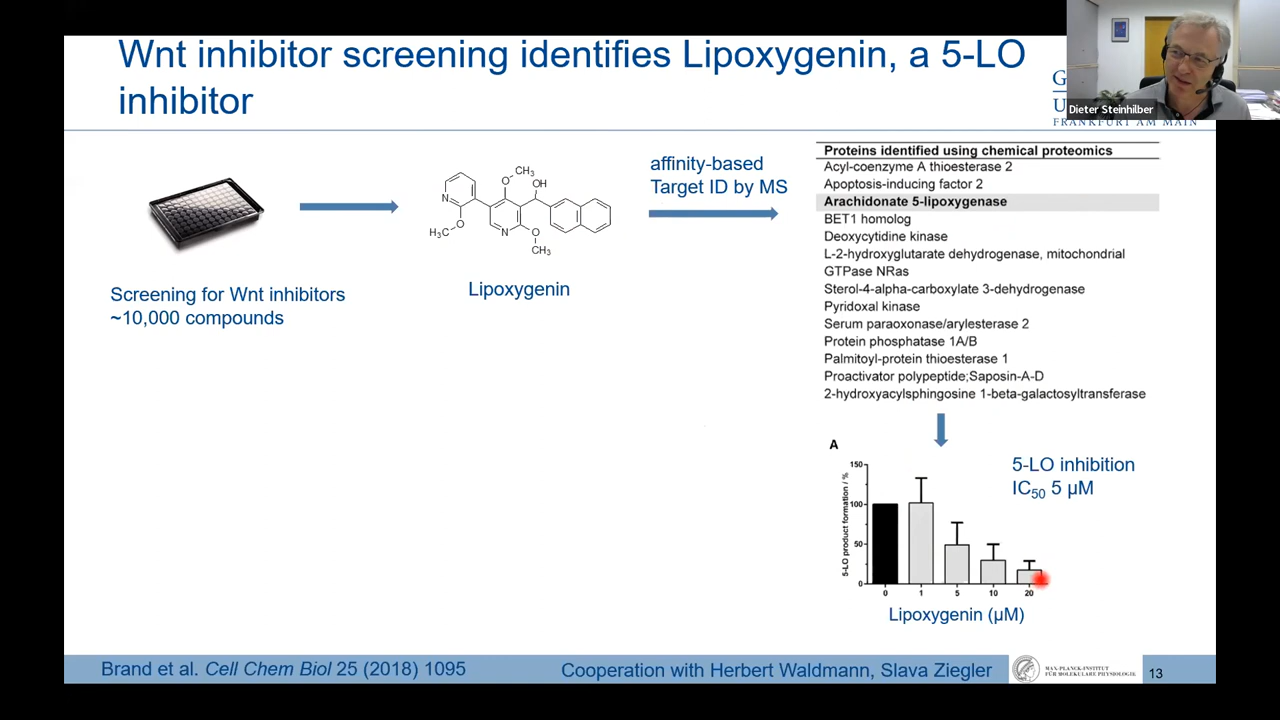 Wnt inhibitor screening identifies Lipoxygenin, a 5-LO
inhibitor
G
U
FRANKFURT AM MAIN
Dieter Steinhilber
Screening for Wnt inhibitors
~10,000 compounds
CH₃
O
OH
N
O
H₃C
N
O
CH₃
Lipoxygenin
affinity-based
Target ID by MS
Proteins identified using chemical proteomics
Acyl-coenzyme A thioesterase 2
Apoptosis-inducing factor 2
Arachidonate 5-lipoxygenase
BET1 homolog
Deoxycytidine kinase
L-2-hydroxyglutarate dehydrogenase, mitochondrial
GTPase NRas
Sterol-4-alpha-carboxylate 3-dehydrogenase
Pyridoxal kinase
Serum paraoxonase/arylesterase 2
Protein phosphatase 1A/B
Palmitoyl-protein thioesterase 1
Proactivator polypeptide;Saposin-A-D
2-hydroxyacylsphingosine 1-beta-galactosyltransferase
A
5-LO product formation / %
150
100
50
0
0 1 5 10 20
Lipoxygenin (µM)
5-LO inhibition
IC₅₀ 5 µM
Brand et al. Cell Chem Biol 25 (2018) 1095
Cooperation with Herbert Waldmann, Slava Ziegler
MAX-PLANCK-INSTITUT
FÜR MOLEKULARE PHYSIOLOGIE
13